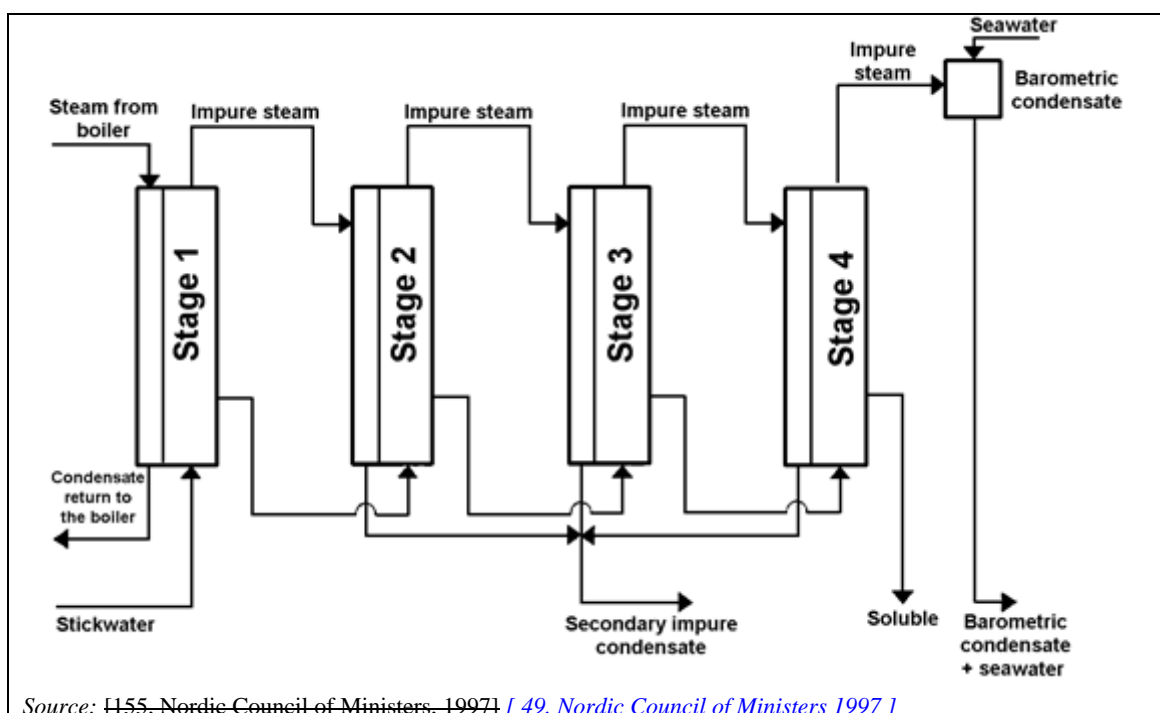 Seawater
Impure
steam
Barometric
condensate
Steam from
boiler
Impure steam
Impure steam
Impure steam
Stage 1
Stage 2
Stage 3
Stage 4
Condensate
return to
the boiler
Stickwater
Secondary impure
condensate
Soluble
Barometric
condensate
+ seawater
Source: [155, Nordic Council of Ministers, 1997] [ 49, Nordic Council of Ministers 1997 ]